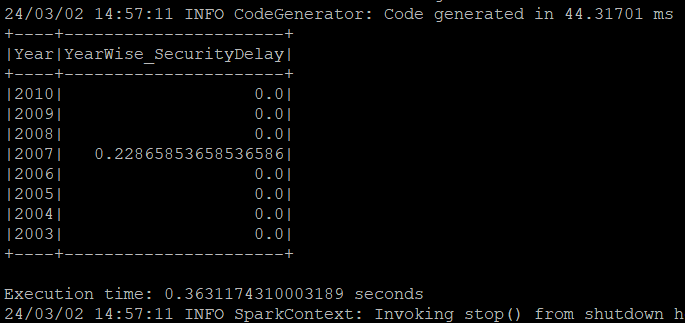 24/03/02 14:57:11 INFO CodeGenerator: Code generated in 44.31701 ms
+----+----------------------+
|Year|YearWise_SecurityDelay|
+----+----------------------+
|2010|                   0.0|
|2009|                   0.0|
|2008|                   0.0|
|2007|   0.22865853658536586|
|2006|                   0.0|
|2005|                   0.0|
|2004|                   0.0|
|2003|                   0.0|
+----+----------------------+
Execution time: 0.3631174310003189 seconds
24/03/02 14:57:11 INFO SparkContext: Invoking stop() from shutdown h